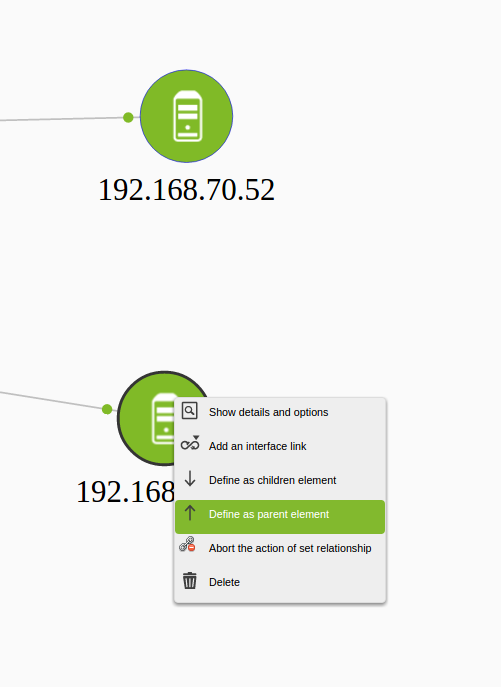 192.168.70.52
192.168
Show details and options
Add an interface link
Define as children element
Define as parent element
Abort the action of set relationship
Delete